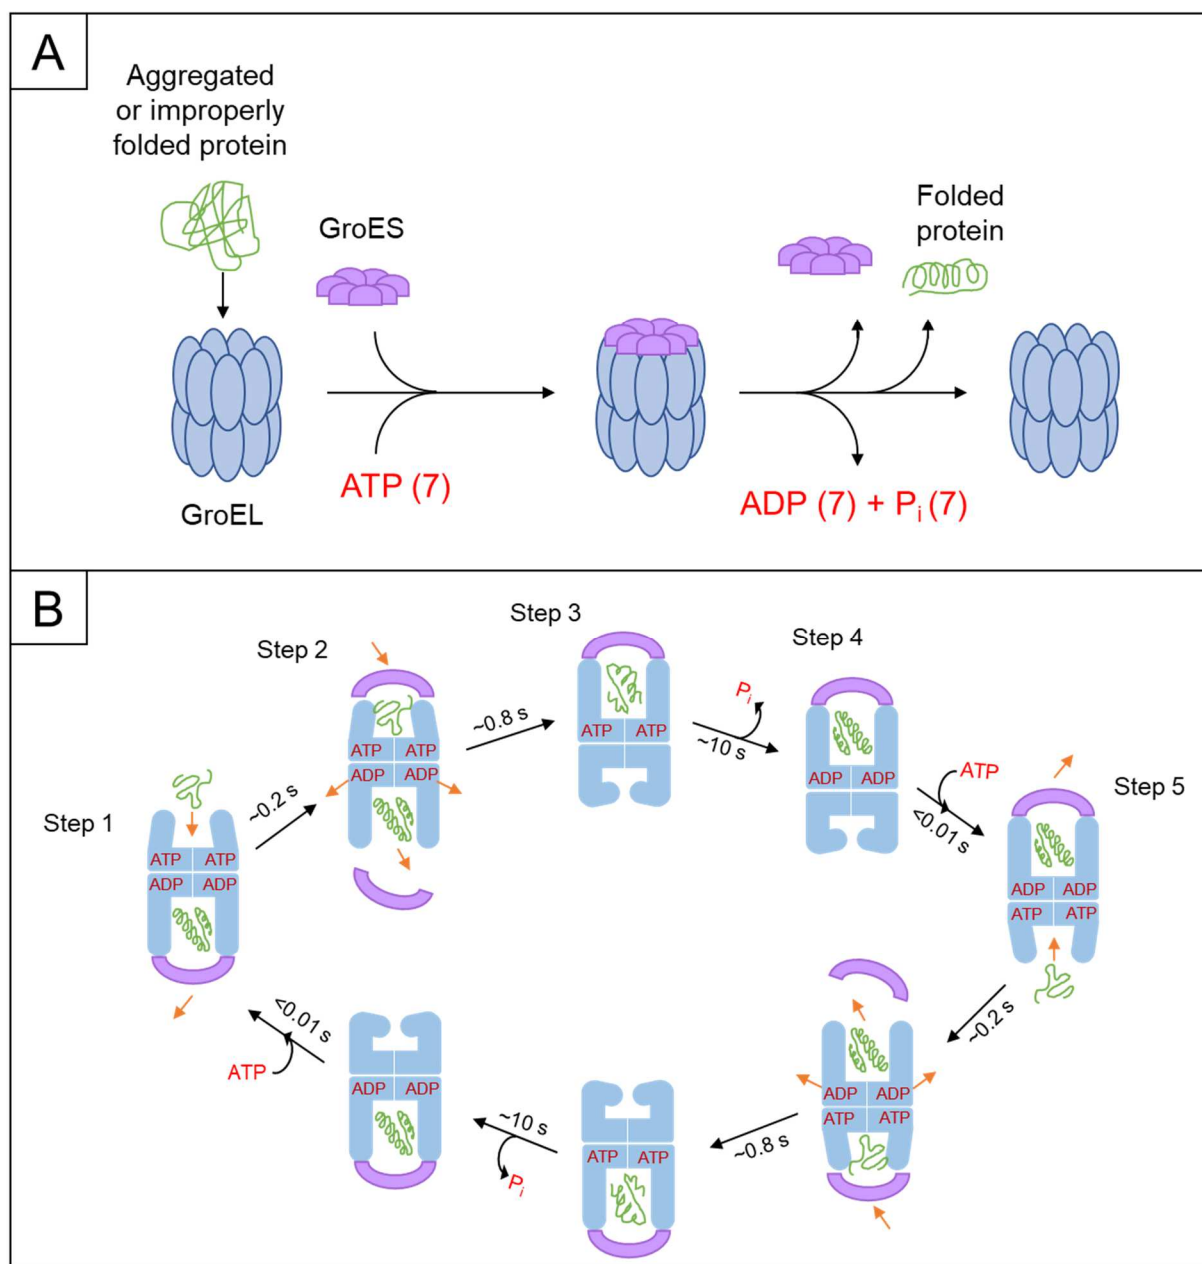 A
Aggregated
or improperly
folded protein
GroES
Folded
protein
GroEL
ATP (7)
ADP (7) + Pi (7)
B
Step 1
Step 2
Step 3
Step 4
Step 5
ATP ATP
ADP ADP
~0.2 s
ATP ATP
ADP ADP
~0.8 s
ATP ATP
Pi
~10 s
ADP ADP
ATP
<0.01 s
ADP ADP
ATP ATP
~0.2 s
ADP ADP
ATP ATP
~0.8 s
ATP ATP
~10 s
Pi
ADP ADP
<0.01 s
ATP